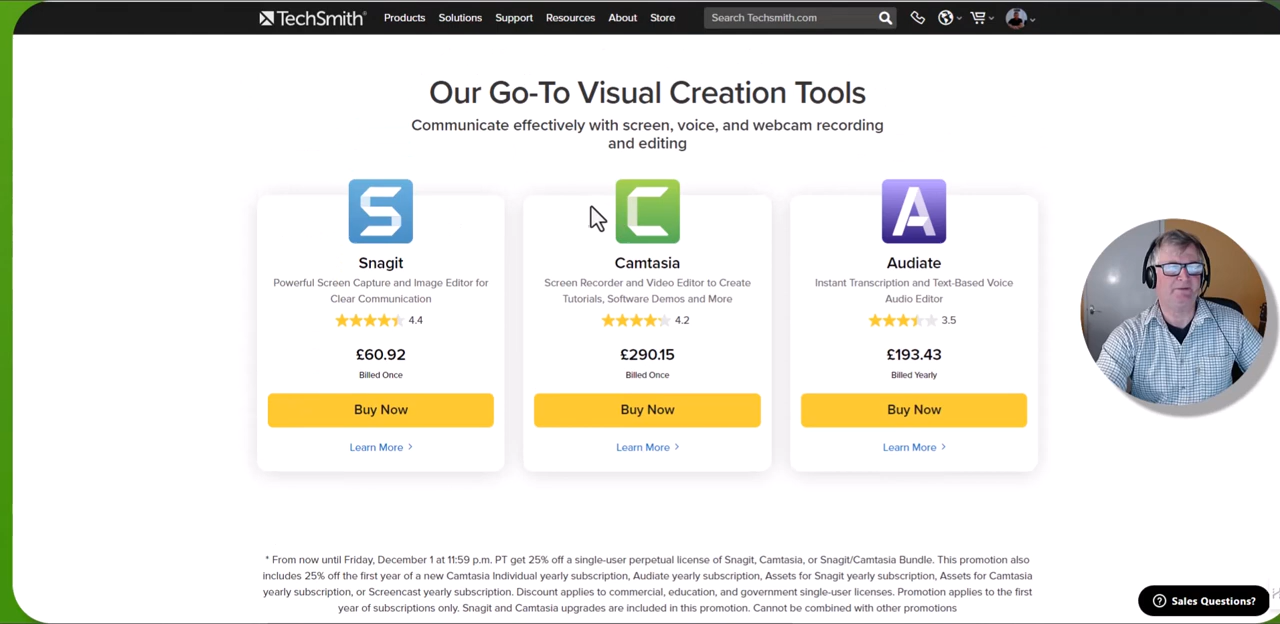 TechSmith®
Products Solutions Support Resources About Store
Search Techsmith.com
Our Go-To Visual Creation Tools
Communicate effectively with screen, voice, and webcam recording
and editing
S
Snagit
Powerful Screen Capture and Image Editor for
Clear Communication
4.4
£60.92
Billed Once
Buy Now
Learn More >
C
Camtasia
Screen Recorder and Video Editor to Create
Tutorials, Software Demos and More
4.2
£290.15
Billed Once
Buy Now
Learn More >
A
Audiate
Instant Transcription and Text-Based Voice
Audio Editor
3.5
£193.43
Billed Yearly
Buy Now
Learn More >
* From now until Friday, December 1 at 11:59 p.m. PT get 25% off a single-user perpetual license of Snagit, Camtasia, or Snagit/Camtasia Bundle. This promotion also
includes 25% off the first year of a new Camtasia Individual yearly subscription, Audiate yearly subscription, Assets for Snagit yearly subscription, Assets for Camtasia
yearly subscription, or Screencast yearly subscription. Discount applies to commercial, education, and government single-user licenses. Promotion applies to the first
year of subscriptions only. Snagit and Camtasia upgrades are included in this promotion. Cannot be combined with other promotions
Sales Questions?